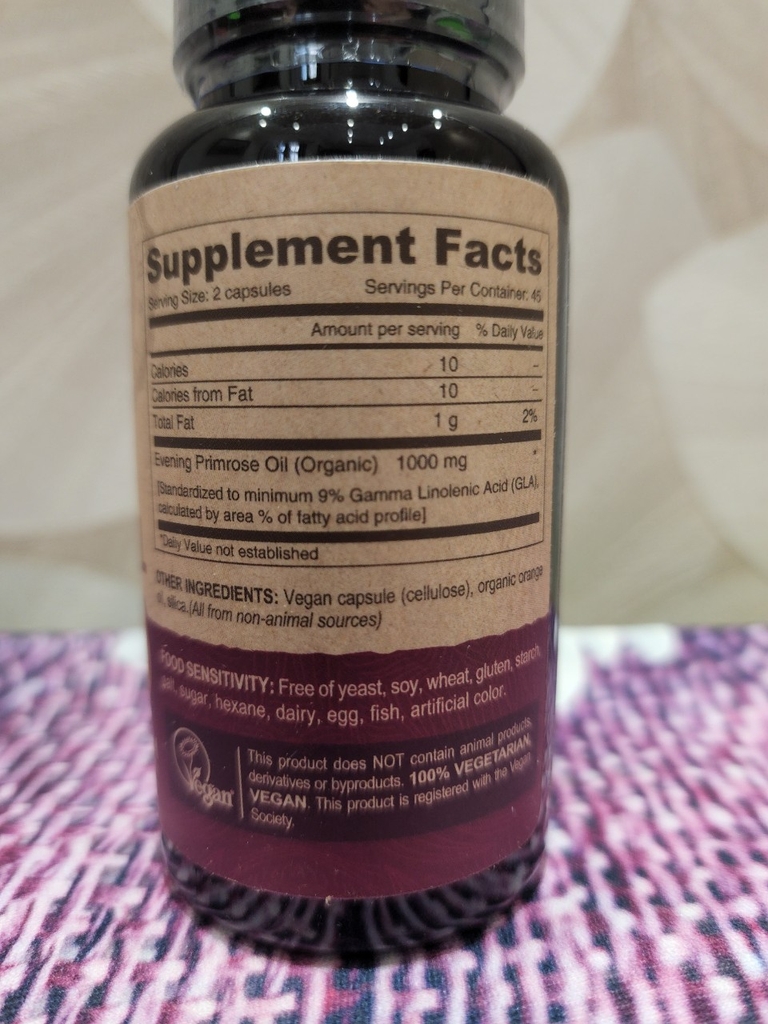 Supplement Facts
Serving Size: 2 capsules Servings Per Container: 45
Amount per serving % Daily Value
Calories 10 –
Calories from Fat 10 –
Total Fat 1 g 2%
Evening Primrose Oil (Organic) 1000 mg *
[Standardized to minimum 9% Gamma Linolenic Acid (GLA),
calculated by area % of fatty acid profile]
*Daily Value not established
OTHER INGREDIENTS: Vegan capsule (cellulose), organic orange
oil, silica.(All from non-animal sources)
FOOD SENSITIVITY: Free of yeast, soy, wheat, gluten, starch,
salt, sugar, hexane, dairy, egg, fish, artificial color.
Vegan
This product does NOT contain animal products,
derivatives or byproducts. 100% VEGETARIAN,
VEGAN. This product is registered with the Vegan
Society.